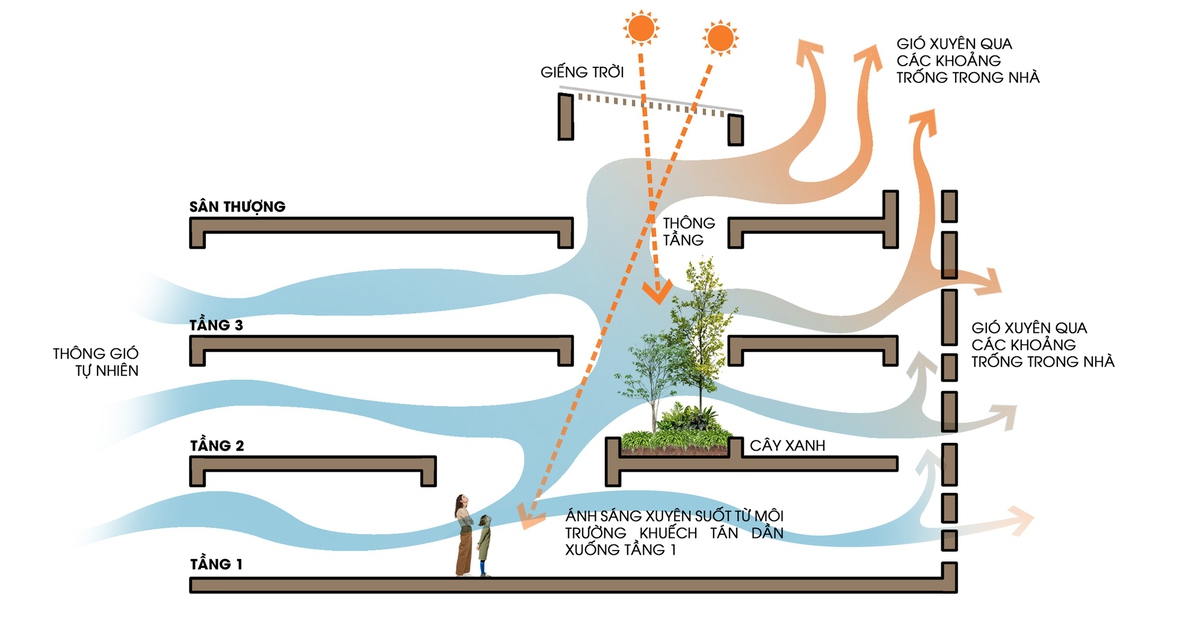 GIẾNG TRỜI
GIÓ XUYÊN QUA
CÁC KHOẢNG
TRỐNG TRONG NHÀ
SÂN THƯỢNG
THÔNG
TẦNG
TẦNG 3
THÔNG GIÓ
TỰ NHIÊN
GIÓ XUYÊN QUA
CÁC KHOẢNG
TRỐNG TRONG NHÀ
TẦNG 2
CÂY XANH
ÁNH SÁNG XUYÊN SUỐT TỪ MÔI
TRƯỜNG KHUẾCH TÁN DẦN
XUỐNG TẦNG 1
TẦNG 1